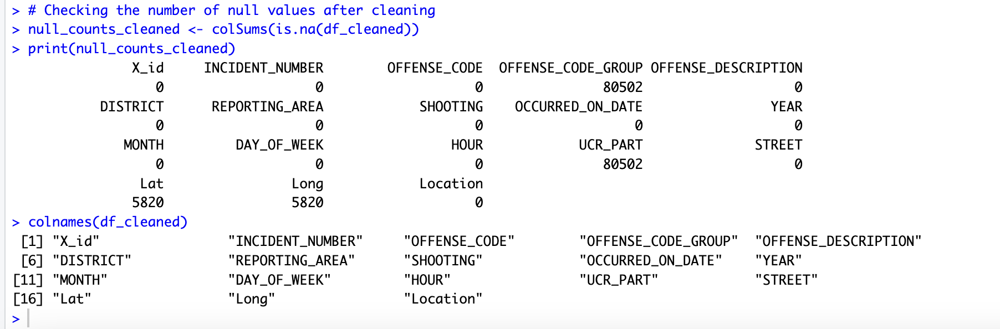 > # Checking the number of null values after cleaning
> null_counts_cleaned <- colSums(is.na(df_cleaned))
> print(null_counts_cleaned)
               X_id     INCIDENT_NUMBER        OFFENSE_CODE  OFFENSE_CODE_GROUP OFFENSE_DESCRIPTION
                  0                   0                   0               80502                   0
           DISTRICT      REPORTING_AREA            SHOOTING    OCCURRED_ON_DATE                YEAR
                  0                   0                   0                   0                   0
              MONTH         DAY_OF_WEEK                HOUR            UCR_PART              STREET
                  0                   0                   0               80502                   0
                Lat                Long            Location
               5820                5820                   0
> colnames(df_cleaned)
 [1] "X_id"                "INCIDENT_NUMBER"     "OFFENSE_CODE"        "OFFENSE_CODE_GROUP"  "OFFENSE_DESCRIPTION"
 [6] "DISTRICT"            "REPORTING_AREA"      "SHOOTING"            "OCCURRED_ON_DATE"    "YEAR"
[11] "MONTH"               "DAY_OF_WEEK"         "HOUR"                "UCR_PART"            "STREET"
[16] "Lat"                 "Long"                "Location"
>